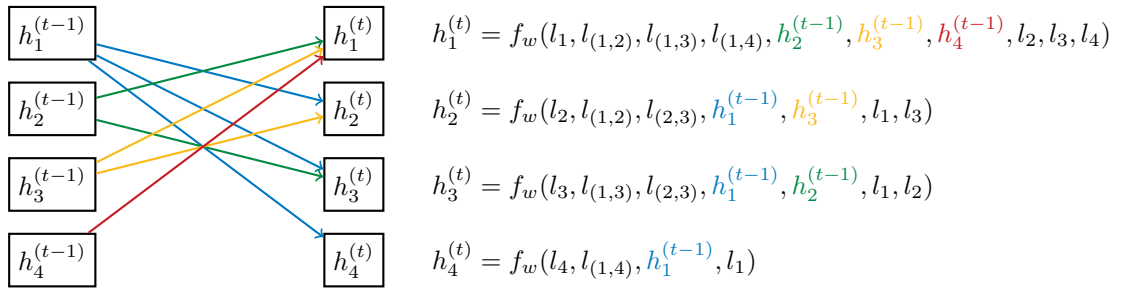 h_1^{(t-1)} h_1^{(t)} h_1^{(t)} = f_w(l_1, l_{(1,2)}, l_{(1,3)}, l_{(1,4)}, h_2^{(t-1)}, h_3^{(t-1)}, h_4^{(t-1)}, l_2, l_3, l_4)
h_2^{(t-1)} h_2^{(t)} h_2^{(t)} = f_w(l_2, l_{(1,2)}, l_{(2,3)}, h_1^{(t-1)}, h_3^{(t-1)}, l_1, l_3)
h_3^{(t-1)} h_3^{(t)} h_3^{(t)} = f_w(l_3, l_{(1,3)}, l_{(2,3)}, h_1^{(t-1)}, h_2^{(t-1)}, l_1, l_2)
h_4^{(t-1)} h_4^{(t)} h_4^{(t)} = f_w(l_4, l_{(1,4)}, h_1^{(t-1)}, l_1)